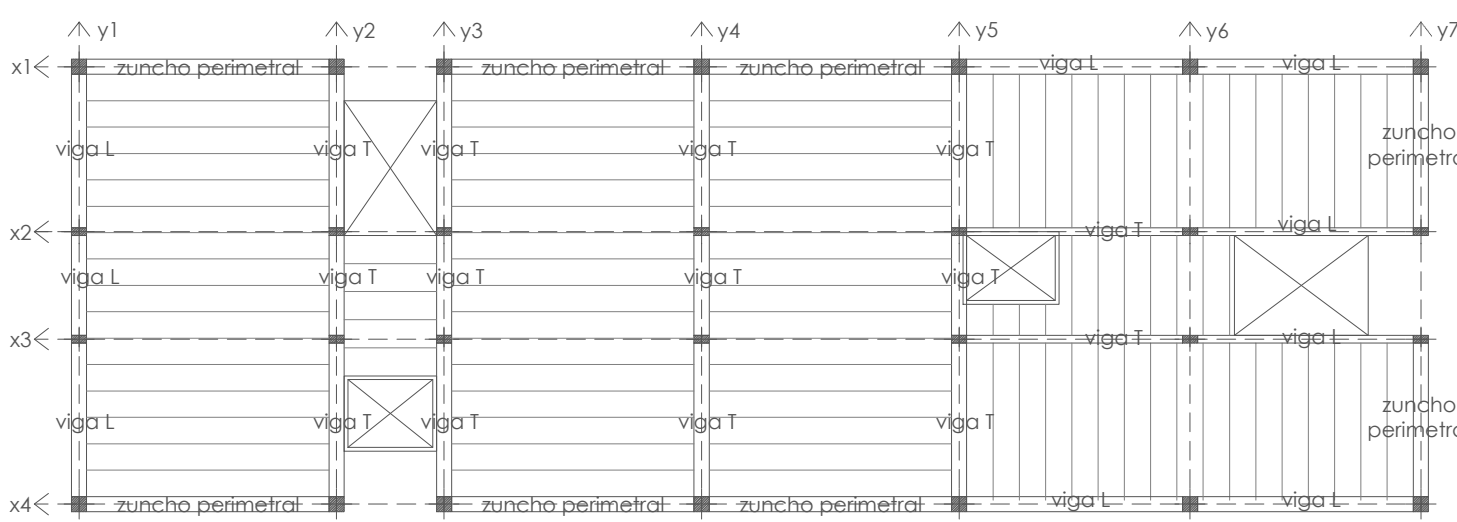 y1 y2 y3 y4 y5 y6 y7
x1 zuncho perimetral zuncho perimetral zuncho perimetral viga L viga L
zuncho
perimetra
viga L viga T viga T viga T viga T
x2 viga T viga L
viga L viga T viga T viga T viga T
x3 viga T viga L
zuncho
perimetra
viga L viga T viga T viga T viga T
x4 zuncho perimetral zuncho perimetral zuncho perimetral viga L viga L